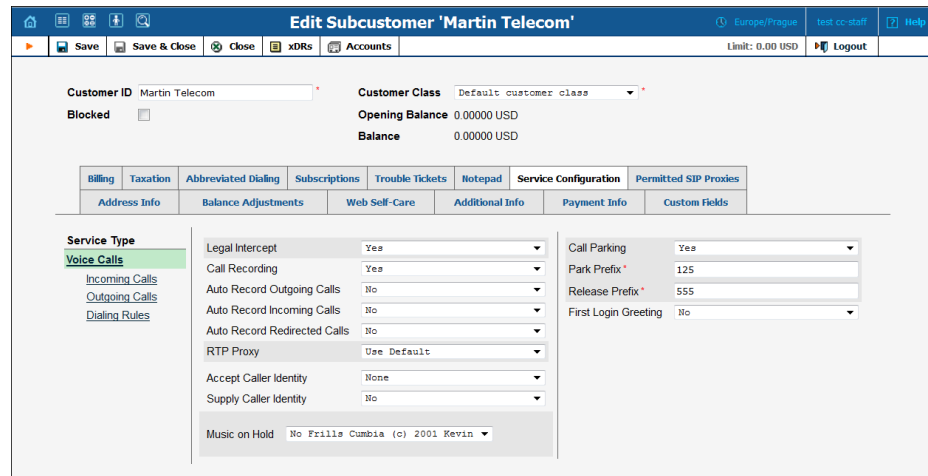 Edit Subcustomer 'Martin Telecom' Europe/Prague test cc-staff ? Help
Save Save & Close Close xDRs Accounts Limit: 0.00 USD Logout
Customer ID Martin Telecom * Customer Class Default customer class *
Blocked Opening Balance 0.00000 USD
Balance 0.00000 USD
Billing Taxation Abbreviated Dialing Subscriptions Trouble Tickets Notepad Service Configuration Permitted SIP Proxies
Address Info Balance Adjustments Web Self-Care Additional Info Payment Info Custom Fields
Service Type
Voice Calls
Incoming Calls
Outgoing Calls
Dialing Rules
Legal Intercept Yes
Call Recording Yes
Auto Record Outgoing Calls No
Auto Record Incoming Calls No
Auto Record Redirected Calls No
RTP Proxy Use Default
Accept Caller Identity None
Supply Caller Identity No
Music on Hold No Frills Cumbia (c) 2001 Kevin
Call Parking Yes
Park Prefix * 125
Release Prefix * 555
First Login Greeting No